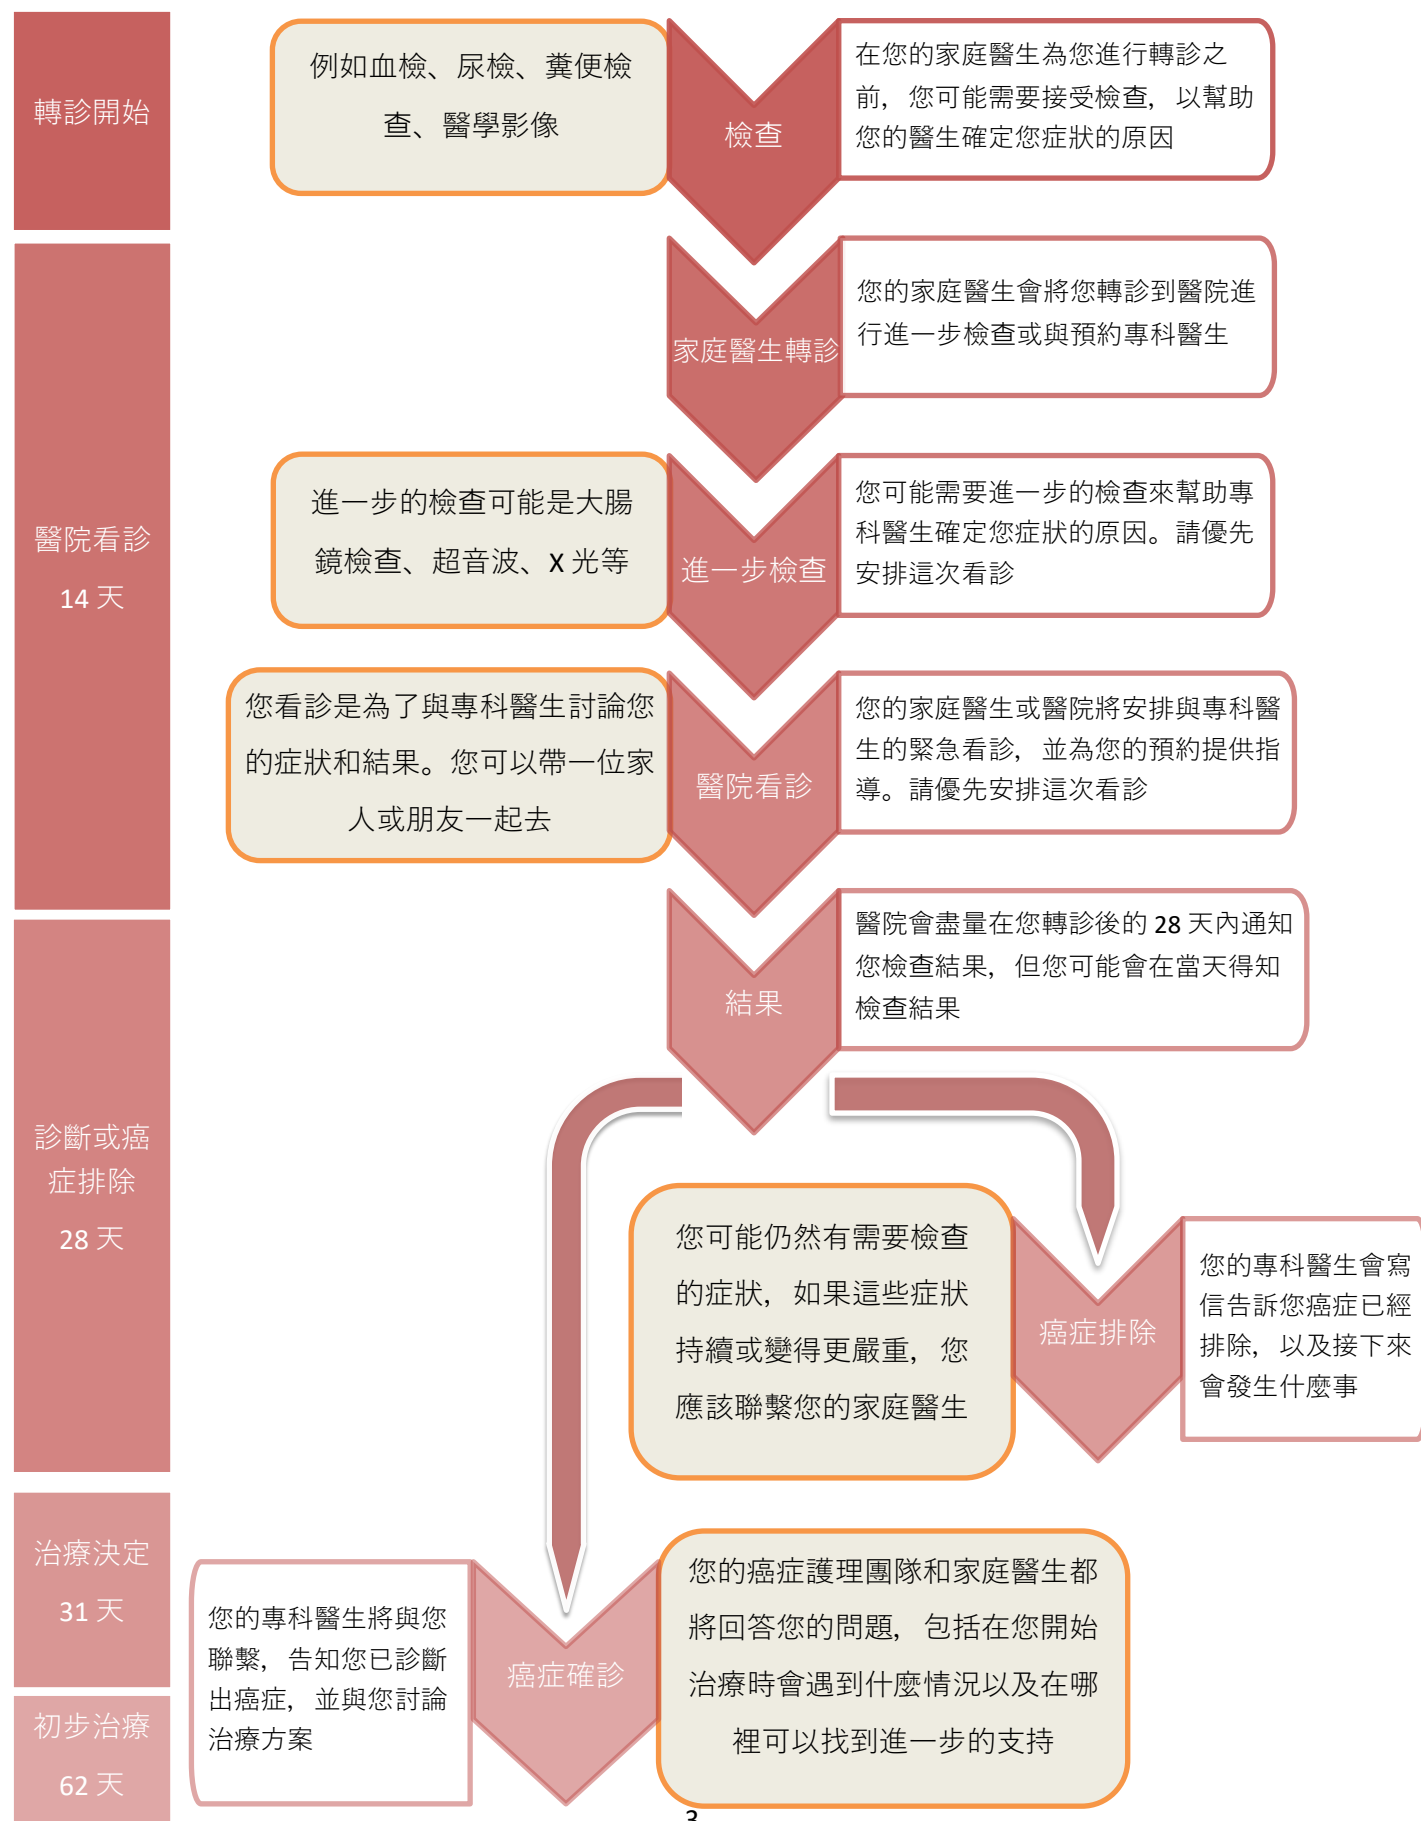 轉診開始
例如血檢、尿檢、糞便檢
查、醫學影像
檢查
在您的家庭醫生為您進行轉診之
前，您可能需要接受檢查，以幫助
您的醫生確定您症狀的原因
家庭醫生轉診
您的家庭醫生會將您轉診到醫院進
行進一步檢查或與預約專科醫生
醫院看診
14 天
進一步的檢查可能是大腸
鏡檢查、超音波、X 光等
進一步檢查
您可能需要進一步的檢查來幫助專
科醫生確定您症狀的原因。請優先
安排這次看診
您看診是為了與專科醫生討論您
的症狀和結果。您可以帶一位家
人或朋友一起去
醫院看診
您的家庭醫生或醫院將安排與專科醫
生的緊急看診，並為您的預約提供指
導。請優先安排這次看診
結果
醫院會盡量在您轉診後的 28 天內通知
您檢查結果，但您可能會在當天得知
檢查結果
診斷或癌
症排除
28 天
您可能仍然有需要檢查
的症狀，如果這些症狀
持續或變得更嚴重，您
應該聯繫您的家庭醫生
癌症排除
您的專科醫生會寫
信告訴您癌症已經
排除，以及接下來
會發生什麼事
治療決定
31 天
初步治療
62 天
您的專科醫生將與您
聯繫，告知您已診斷
出癌症，並與您討論
治療方案
癌症確診
您的癌症護理團隊和家庭醫生都
將回答您的問題，包括在您開始
治療時會遇到什麼情況以及在哪
裡可以找到進一步的支持
3